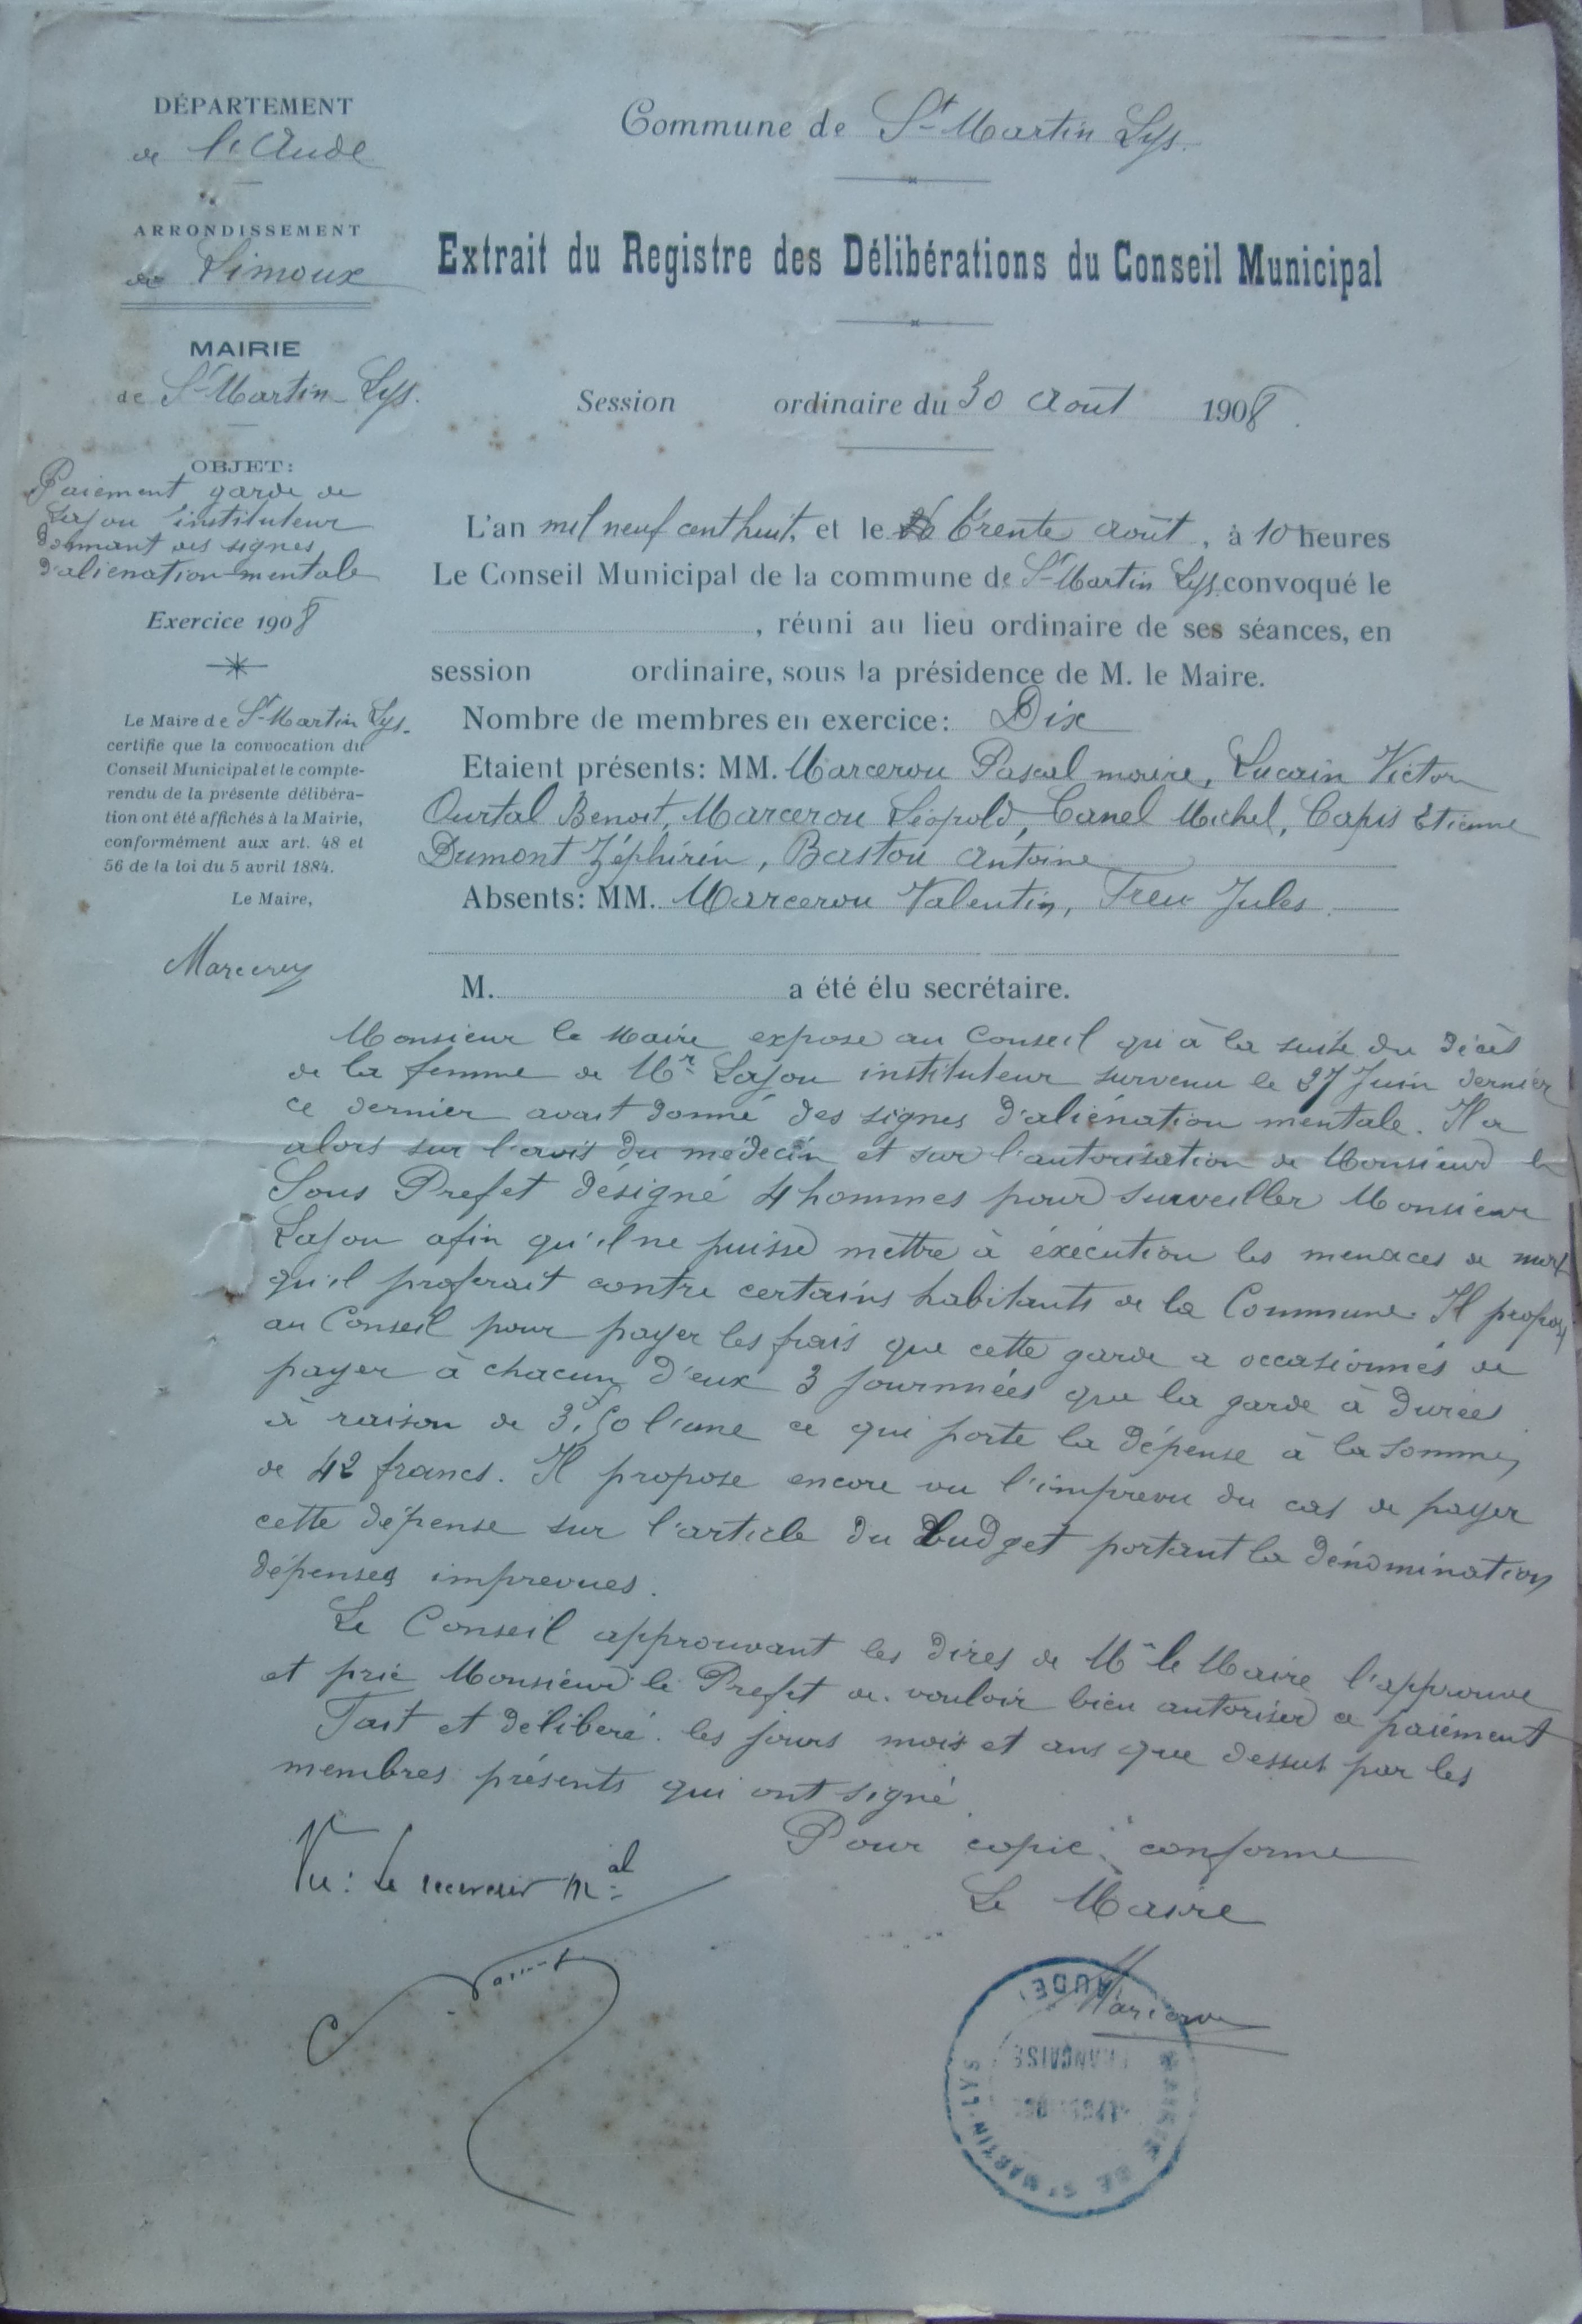 DÉPARTEMENT
de l'Aude
ARRONDISSEMENT
de Limoux
MAIRIE
de St Martin Lys.
OBJET:
Paiement garde de
Lajou instituteur
donnant des signes
d'alienation mentale
Exercice 1908
Le Maire de St Martin Lys.
certifie que la convocation du
Conseil Municipal et le compte-
rendu de la présente délibéra-
tion ont été affichés à la Mairie,
conformément aux art. 48 et
56 de la loi du 5 avril 1884.
Le Maire,
Marcerou
Commune de St Martin Lys.
Extrait du Registre des Délibérations du Conseil Municipal
Session ordinaire du 30 Août 1908.
L'an mil neuf cent huit, et le trente Août, à 10 heures
Le Conseil Municipal de la commune de St Martin Lys convoqué le
, réuni au lieu ordinaire de ses séances, en
session ordinaire, sous la présidence de M. le Maire.
Nombre de membres en exercice: Dix
Etaient présents: MM. Marcerou Pascal maire, Lucain Victor
Ourtal Benoit, Marcerou Léopold, Canel Michel, Capis Etienne
Dumont Zéphirin, Bastou Antoine
Absents: MM. Marcerou Valentin, Treu Jules.
M. a été élu secrétaire.
Monsieur le Maire expose au Conseil qu'à la suite du décès
de la femme de Mr Lajou instituteur survenu le 27 Juin dernier
ce dernier avait donné des signes d'aliénation mentale. Il a
alors sur l'avis du médecin et sur l'autorisation de Monsieur le
Sous Prefet désigné 4 hommes pour surveiller Monsieur
Lajou afin qu'il ne puisse mettre à éxécution les menaces de mort
qu'il proferait contre certains habitants de la Commune. Il propose
au Conseil pour payer les frais que cette garde a occasionnés de
payer à chacun d'eux 3 journnées que la garde à durées
à raison de 3f,50 l'une ce qui porte la dépense à la somme
de 42 francs. Il propose encore vu l'imprevu du cas de payer
cette dépense sur l'article du budget portant la dénomination
dépenses imprevues.
Le Conseil approuvant les dires de Mr le Maire l'approuve
et prie Monsieur le Prefet de vouloir bien autoriser ce paiement
Fait et deliberé les jours mois et ans que dessus par les
membres présents qui ont signé
Pour copie conforme
Le Maire
Marcerou
Vu: Le receveur mal
AUDE
MAIRIE DE ST MARTIN-LYS
FRANÇAISE